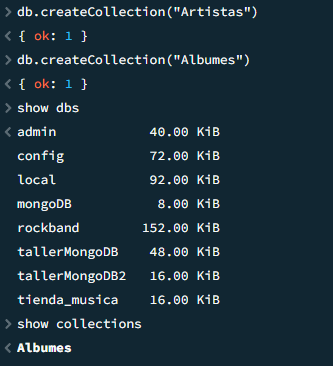 > db.createCollection("Artistas")
< { ok: 1 }
> db.createCollection("Albumes")
< { ok: 1 }
> show dbs
< admin 40.00 KiB
config 72.00 KiB
local 92.00 KiB
mongoDB 8.00 KiB
rockband 152.00 KiB
tallerMongoDB 48.00 KiB
tallerMongoDB2 16.00 KiB
tienda_musica 16.00 KiB
> show collections
< Albumes